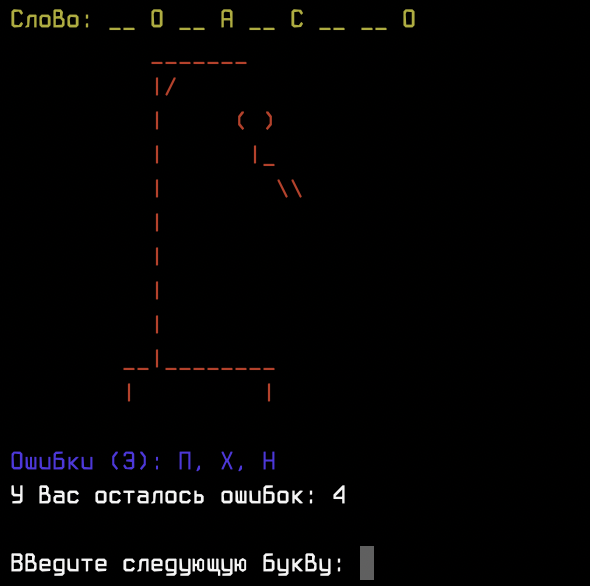 Слово: __ О __ А __ С __ __ О
Ошибки (3): П, Х, Н
У Вас осталось ошибок: 4
Введите следующую букву: